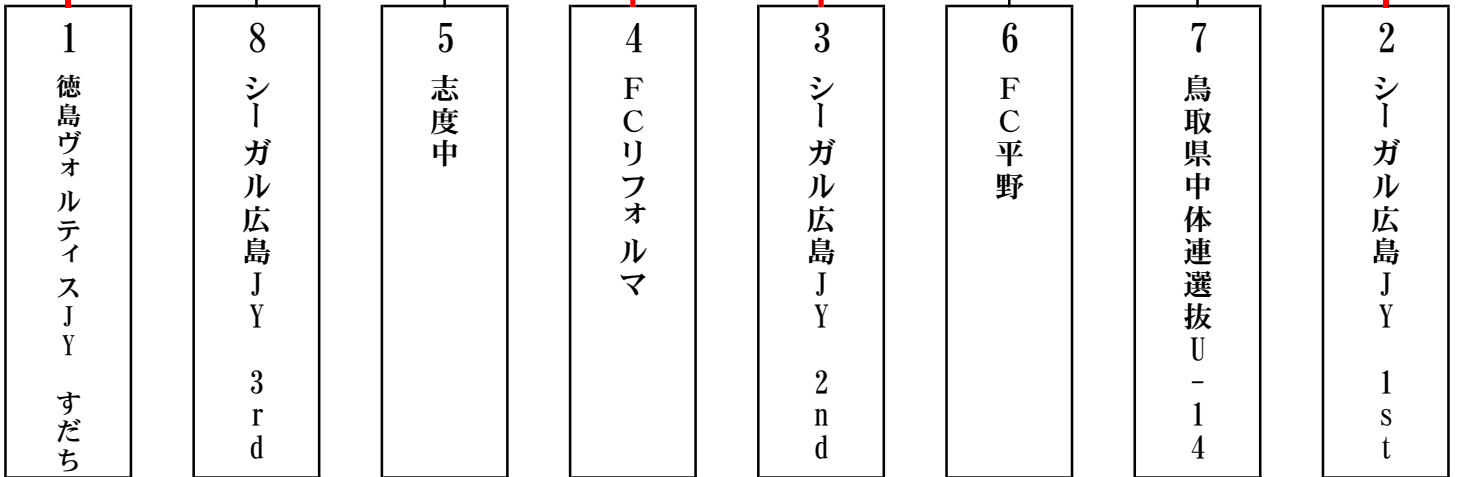 1 徳島ヴォルティスJY すだち
8 シーガル広島JY 3rd
5 志度中
4 FCリフォルマ
3 シーガル広島JY 2nd
6 FC平野
7 鳥取県中体連選抜U-14
2 シーガル広島JY 1st